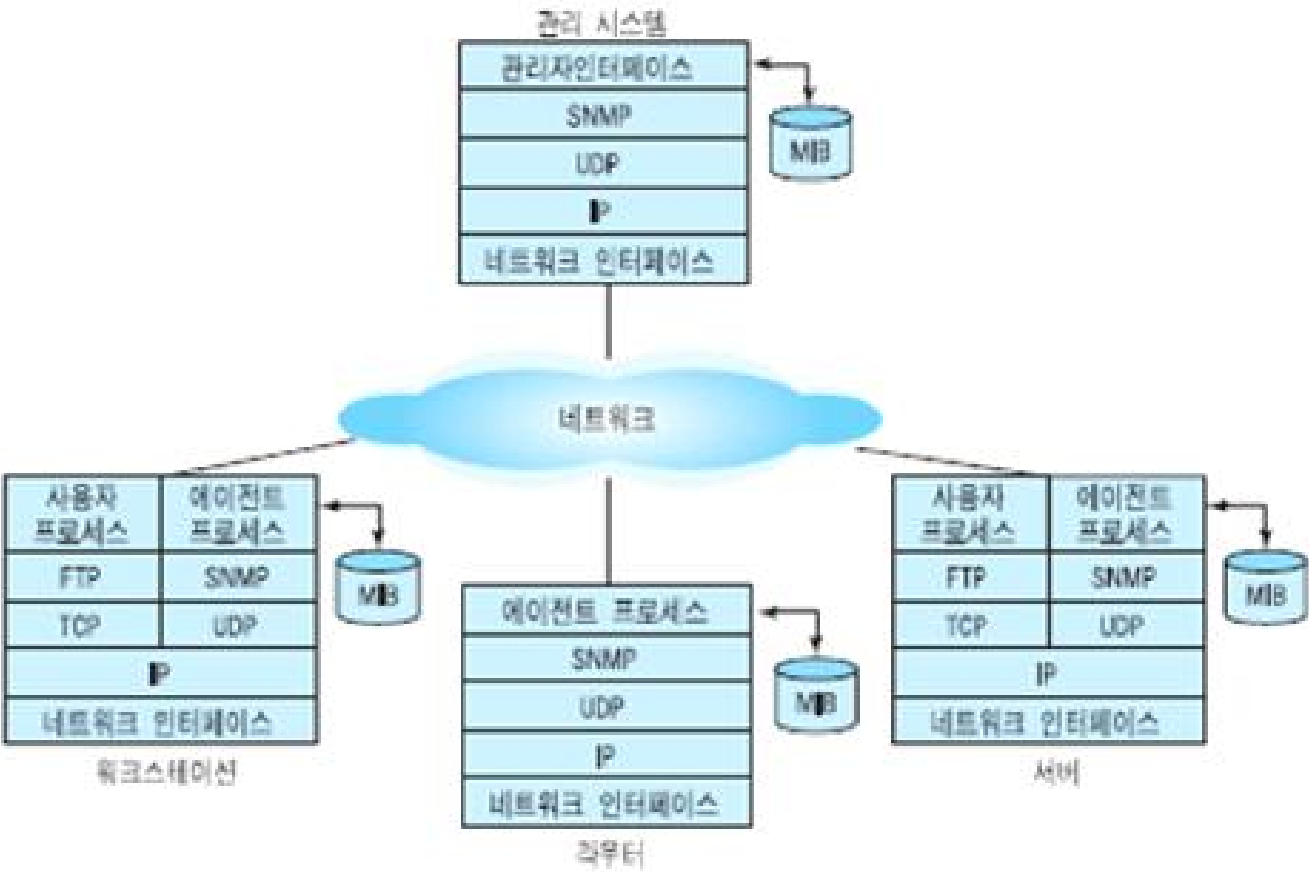 관리 시스템
관리자인터페이스
SNMP
UDP
IP
네트워크 인터페이스
MIB
네트워크
사용자
프로세스
에이전트
프로세스
FTP
SNMP
TCP
UDP
IP
네트워크 인터페이스
MIB
워크스테이션
에이전트 프로세스
SNMP
UDP
IP
네트워크 인터페이스
MIB
라우터
사용자
프로세스
에이전트
프로세스
FTP
SNMP
TCP
UDP
IP
네트워크 인터페이스
MIB
서버